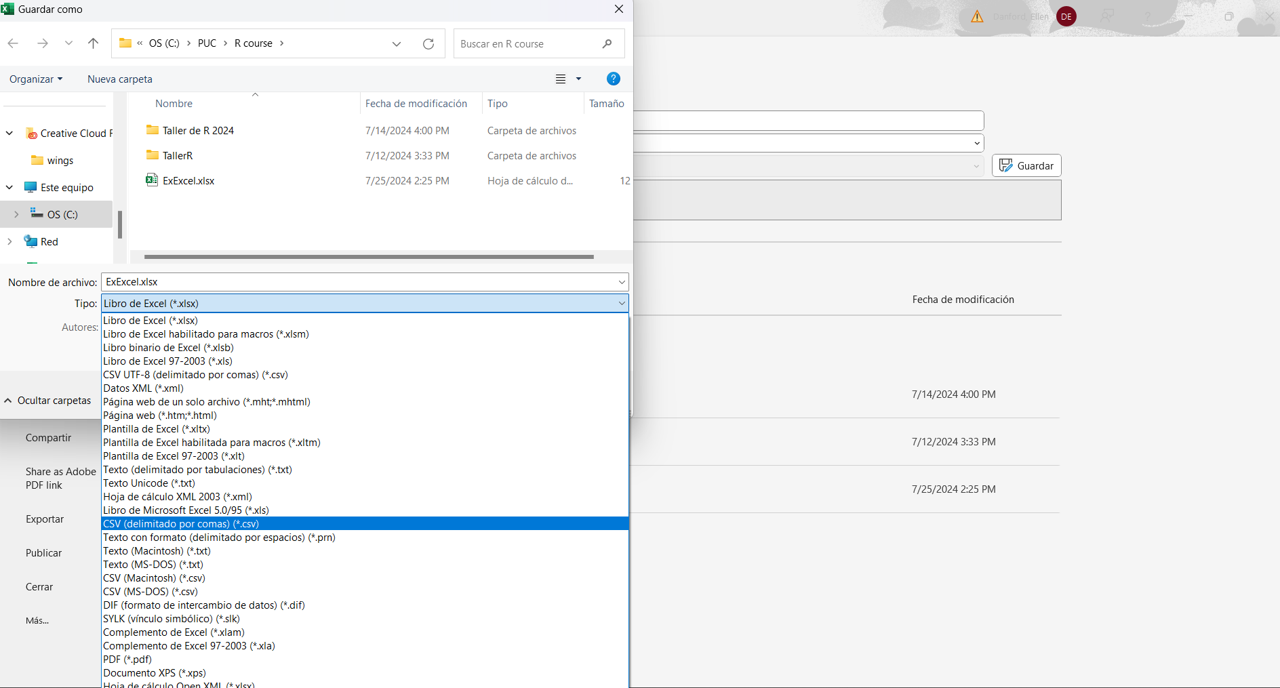 Guardar como
Ellen DE
« OS (C:) › PUC › R course ›
Buscar en R course
Organizar
Nueva carpeta
Nombre
Fecha de modificación
Tipo
Tamaño
Creative Cloud F
wings
Este equipo
OS (C:)
Red
Taller de R 2024 7/14/2024 4:00 PM Carpeta de archivos
TallerR 7/12/2024 3:33 PM Carpeta de archivos
ExExcel.xlsx 7/25/2024 2:25 PM Hoja de cálculo d... 12
Guardar
Nombre de archivo: ExExcel.xlsx
Tipo: Libro de Excel (*.xlsx)
Autores:
Libro de Excel (*.xlsx)
Libro de Excel habilitado para macros (*.xlsm)
Libro binario de Excel (*.xlsb)
Libro de Excel 97-2003 (*.xls)
CSV UTF-8 (delimitado por comas) (*.csv)
Datos XML (*.xml)
Página web de un solo archivo (*.mht;*.mhtml)
Página web (*.htm;*.html)
Plantilla de Excel (*.xltx)
Plantilla de Excel habilitada para macros (*.xltm)
Plantilla de Excel 97-2003 (*.xlt)
Texto (delimitado por tabulaciones) (*.txt)
Texto Unicode (*.txt)
Hoja de cálculo XML 2003 (*.xml)
Libro de Microsoft Excel 5.0/95 (*.xls)
CSV (delimitado por comas) (*.csv)
Texto con formato (delimitado por espacios) (*.prn)
Texto (Macintosh) (*.txt)
Texto (MS-DOS) (*.txt)
CSV (Macintosh) (*.csv)
CSV (MS-DOS) (*.csv)
DIF (formato de intercambio de datos) (*.dif)
SYLK (vínculo simbólico) (*.slk)
Complemento de Excel (*.xlam)
Complemento de Excel 97-2003 (*.xla)
PDF (*.pdf)
Documento XPS (*.xps)
Hoja de cálculo Open XML (*.xlsx)
Ocultar carpetas
Compartir
Share as Adobe
PDF link
Exportar
Publicar
Cerrar
Más...
Fecha de modificación
7/14/2024 4:00 PM
7/12/2024 3:33 PM
7/25/2024 2:25 PM